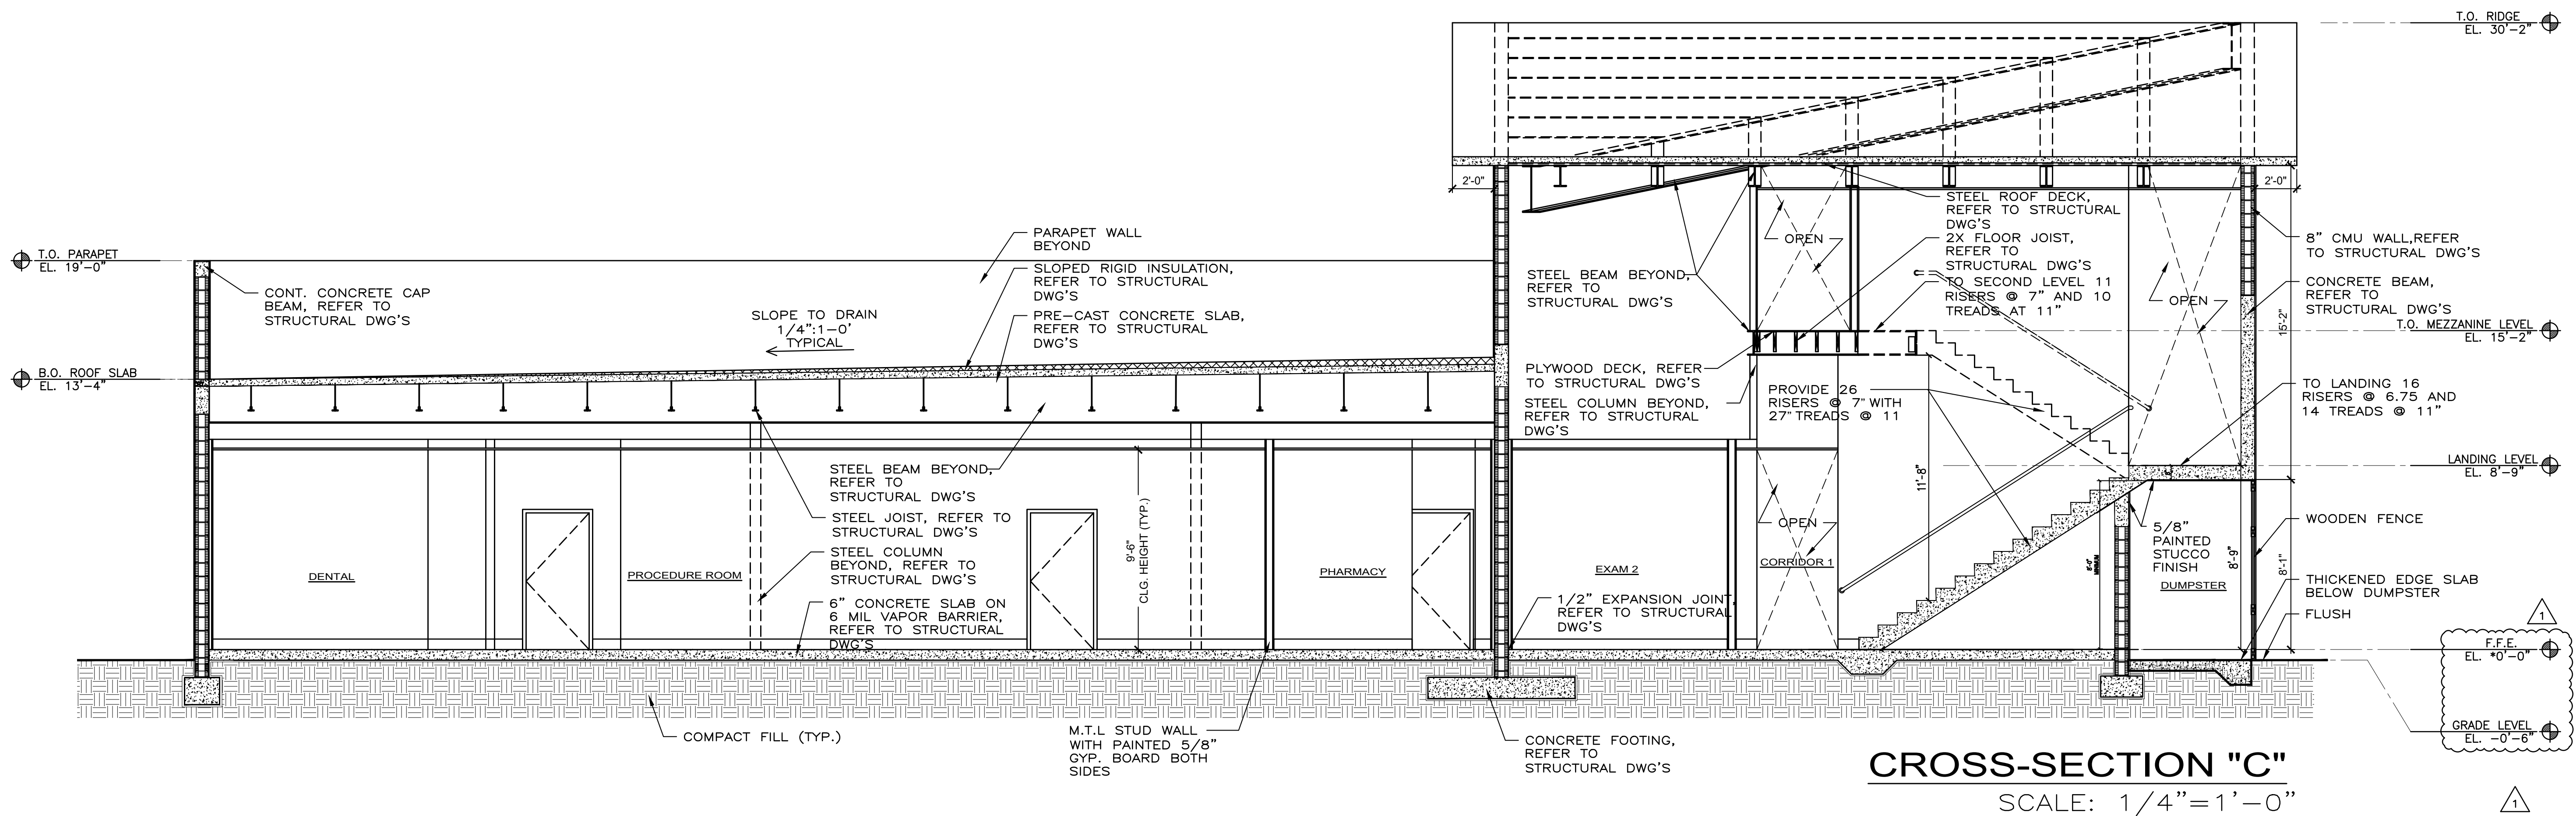 T.O. RIDGE
EL. 30'-2"
2'-0"
2'-0"
T.O. PARAPET
EL. 19'-0"
B.O. ROOF SLAB
EL. 13'-4"
CONT. CONCRETE CAP
BEAM, REFER TO
STRUCTURAL DWG'S
SLOPE TO DRAIN
1/4":1-0'
TYPICAL
PARAPET WALL
BEYOND
SLOPED RIGID INSULATION,
REFER TO STRUCTURAL
DWG'S
PRE-CAST CONCRETE SLAB,
REFER TO STRUCTURAL
DWG'S
STEEL BEAM BEYOND,
REFER TO
STRUCTURAL DWG'S
OPEN
STEEL ROOF DECK,
REFER TO STRUCTURAL
DWG'S
2X FLOOR JOIST,
REFER TO
STRUCTURAL DWG'S
TO SECOND LEVEL 11
RISERS @ 7" AND 10
TREADS AT 11"
OPEN
15'-2"
8" CMU WALL,REFER
TO STRUCTURAL DWG'S
CONCRETE BEAM,
REFER TO
STRUCTURAL DWG'S
T.O. MEZZANINE LEVEL
EL. 15'-2"
PLYWOOD DECK, REFER
TO STRUCTURAL DWG'S
STEEL COLUMN BEYOND,
REFER TO STRUCTURAL
DWG'S
PROVIDE 26
RISERS @ 7" WITH
27" TREADS @ 11
TO LANDING 16
RISERS @ 6.75 AND
14 TREADS @ 11"
LANDING LEVEL
EL. 8'-9"
STEEL BEAM BEYOND,
REFER TO
STRUCTURAL DWG'S
STEEL JOIST, REFER TO
STRUCTURAL DWG'S
STEEL COLUMN
BEYOND, REFER TO
STRUCTURAL DWG'S
6" CONCRETE SLAB ON
6 MIL VAPOR BARRIER,
REFER TO STRUCTURAL
DWG'S
9'-6"
CLG. HEIGHT (TYP.)
DENTAL
PROCEDURE ROOM
PHARMACY
EXAM 2
CORRIDOR 1
OPEN
11'-8"
1/2" EXPANSION JOINT,
REFER TO STRUCTURAL
DWG'S
8'-0"
MINIMUM
5/8"
PAINTED
STUCCO
FINISH
DUMPSTER
8'-9"
8'-1"
WOODEN FENCE
THICKENED EDGE SLAB
BELOW DUMPSTER
FLUSH
1
F.F.E.
EL. *0'-0"
GRADE LEVEL
EL. -0'-6"
COMPACT FILL (TYP.)
M.T.L STUD WALL
WITH PAINTED 5/8"
GYP. BOARD BOTH
SIDES
CONCRETE FOOTING,
REFER TO
STRUCTURAL DWG'S
CROSS-SECTION "C"
SCALE: 1/4"=1'-0"
1